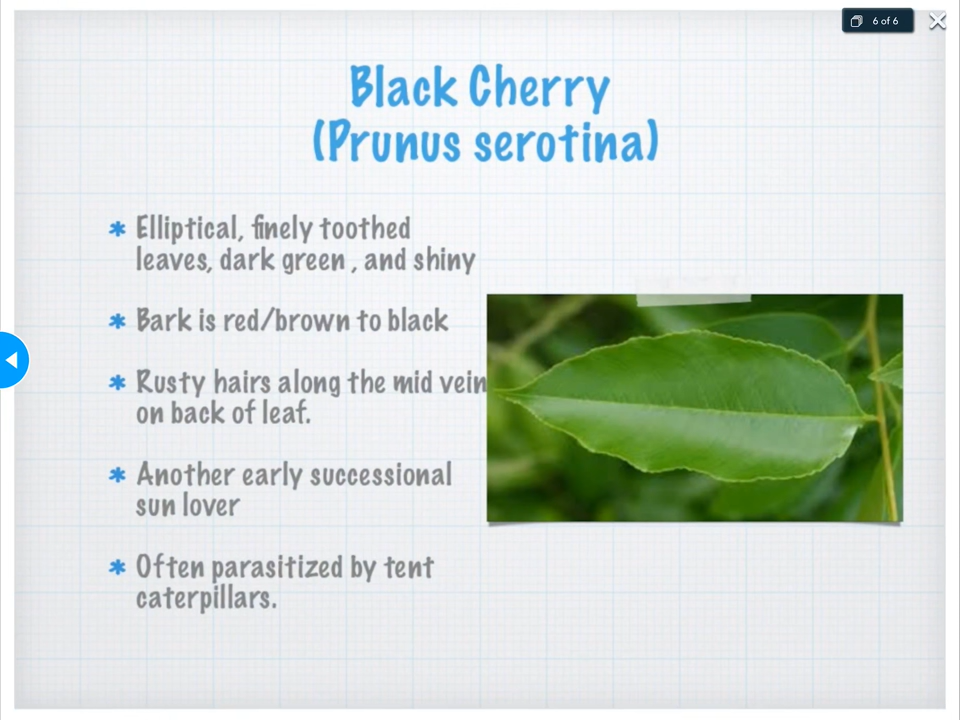 6 of 6
Black Cherry
(Prunus serotina)
* Elliptical, finely toothed
leaves, dark green , and shiny
* Bark is red/brown to black
* Rusty hairs along the mid vein
on back of leaf.
* Another early successional
sun lover
* Often parasitized by tent
caterpillars.